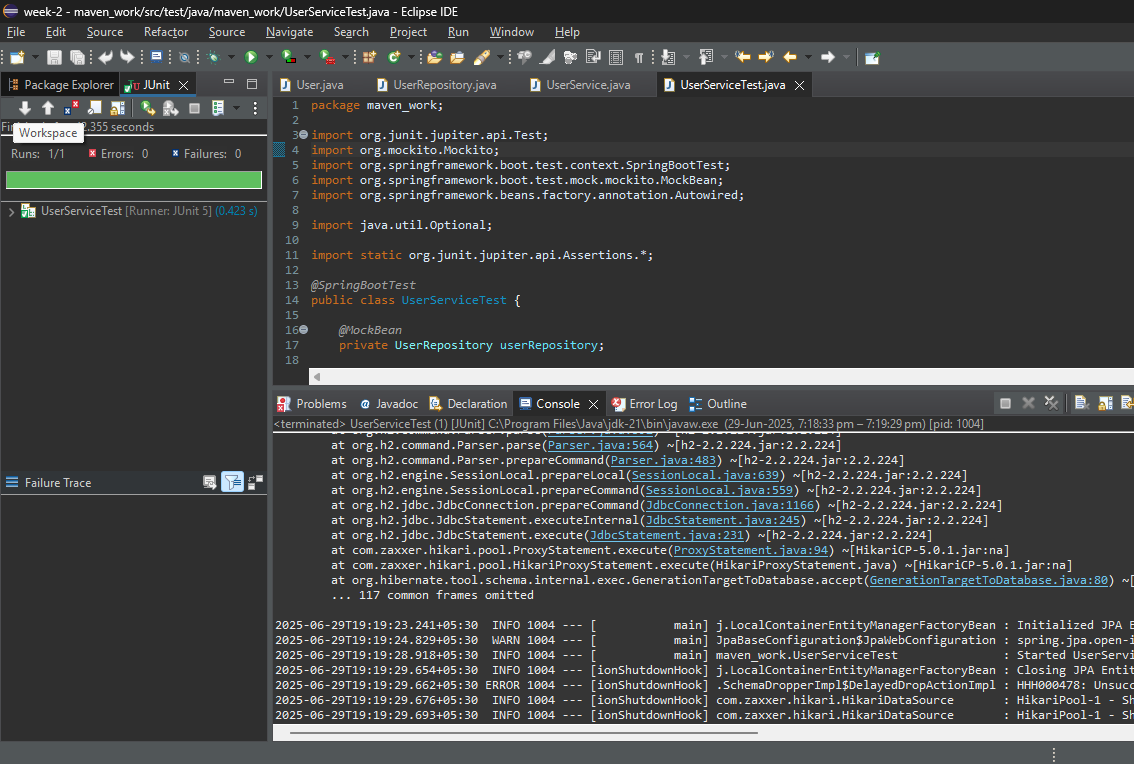 week-2 - maven_work/src/test/java/maven_work/UserServiceTest.java - Eclipse IDE
File Edit Source Refactor Source Navigate Search Project Run Window Help
Package Explorer JUnit
User.java UserRepository.java UserService.java UserServiceTest.java
2.355 seconds
Workspace
Runs: 1/1 Errors: 0 Failures: 0
UserServiceTest [Runner: JUnit 5] (0.423 s)
Failure Trace
1 package maven_work;
2
3 import org.junit.jupiter.api.Test;
4 import org.mockito.Mockito;
5 import org.springframework.boot.test.context.SpringBootTest;
6 import org.springframework.boot.test.mock.mockito.MockBean;
7 import org.springframework.beans.factory.annotation.Autowired;
8
9 import java.util.Optional;
10
11 import static org.junit.jupiter.api.Assertions.*;
12
13 @SpringBootTest
14 public class UserServiceTest {
15
16 @MockBean
17 private UserRepository userRepository;
18
Problems Javadoc Declaration Console Error Log Outline
<terminated> UserServiceTest (1) [JUnit] C:\Program Files\Java\jdk-21\bin\javaw.exe (29-Jun-2025, 7:18:33 pm – 7:19:29 pm) [pid: 1004]
at org.h2.command.Parser.parse(Parser.java:564) ~[h2-2.2.224.jar:2.2.224]
at org.h2.command.Parser.prepareCommand(Parser.java:483) ~[h2-2.2.224.jar:2.2.224]
at org.h2.engine.SessionLocal.prepareLocal(SessionLocal.java:639) ~[h2-2.2.224.jar:2.2.224]
at org.h2.engine.SessionLocal.prepareCommand(SessionLocal.java:559) ~[h2-2.2.224.jar:2.2.224]
at org.h2.jdbc.JdbcConnection.prepareCommand(JdbcConnection.java:1166) ~[h2-2.2.224.jar:2.2.224]
at org.h2.jdbc.JdbcStatement.executeInternal(JdbcStatement.java:245) ~[h2-2.2.224.jar:2.2.224]
at org.h2.jdbc.JdbcStatement.execute(JdbcStatement.java:231) ~[h2-2.2.224.jar:2.2.224]
at com.zaxxer.hikari.pool.ProxyStatement.execute(ProxyStatement.java:94) ~[HikariCP-5.0.1.jar:na]
at com.zaxxer.hikari.pool.HikariProxyStatement.execute(HikariProxyStatement.java) ~[HikariCP-5.0.1.jar:na]
at org.hibernate.tool.schema.internal.exec.GenerationTargetToDatabase.accept(GenerationTargetToDatabase.java:80) ~[
... 117 common frames omitted
2025-06-29T19:19:23.241+05:30 INFO 1004 --- [ main] j.LocalContainerEntityManagerFactoryBean : Initialized JPA E
2025-06-29T19:19:24.829+05:30 WARN 1004 --- [ main] JpaBaseConfiguration$JpaWebConfiguration : spring.jpa.open-i
2025-06-29T19:19:28.918+05:30 INFO 1004 --- [ main] maven_work.UserServiceTest : Started UserServi
2025-06-29T19:19:29.654+05:30 INFO 1004 --- [ionShutdownHook] j.LocalContainerEntityManagerFactoryBean : Closing JPA Entit
2025-06-29T19:19:29.662+05:30 ERROR 1004 --- [ionShutdownHook] .SchemaDropperImpl$DelayedDropActionImpl : HHH000478: Unsucc
2025-06-29T19:19:29.676+05:30 INFO 1004 --- [ionShutdownHook] com.zaxxer.hikari.HikariDataSource : HikariPool-1 - Sh
2025-06-29T19:19:29.693+05:30 INFO 1004 --- [ionShutdownHook] com.zaxxer.hikari.HikariDataSource : HikariPool-1 - Sh